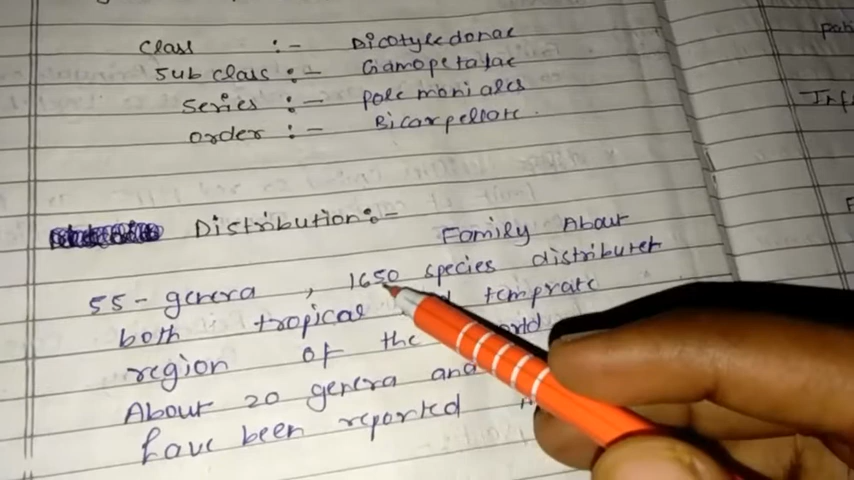 class :- Dicotyledonae
Sub class :- Gamopetalae
Series :- Polemoniales
order :- Bicarpellate.
Distribution:-
Family About
55 - genera , 1650 species distributer
both tropical temprate
region of the
About 20 genera and
have been reported